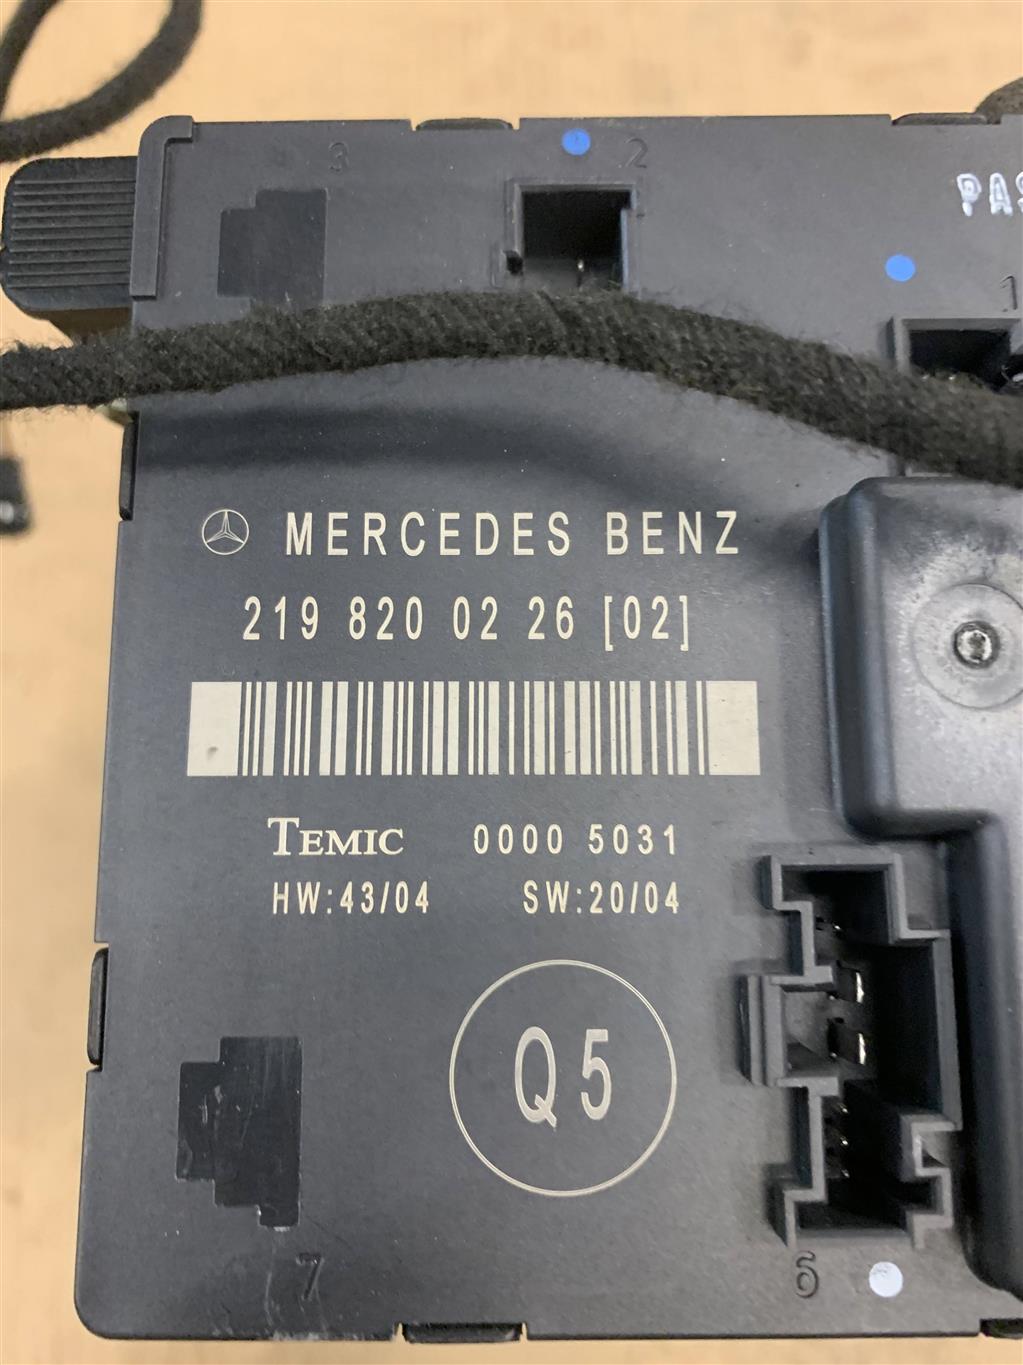 3
2
PAS
1
MERCEDES BENZ
219 820 02 26 [02]
TEMIC 0000 5031
HW:43/04 SW:20/04
Q5
7
6